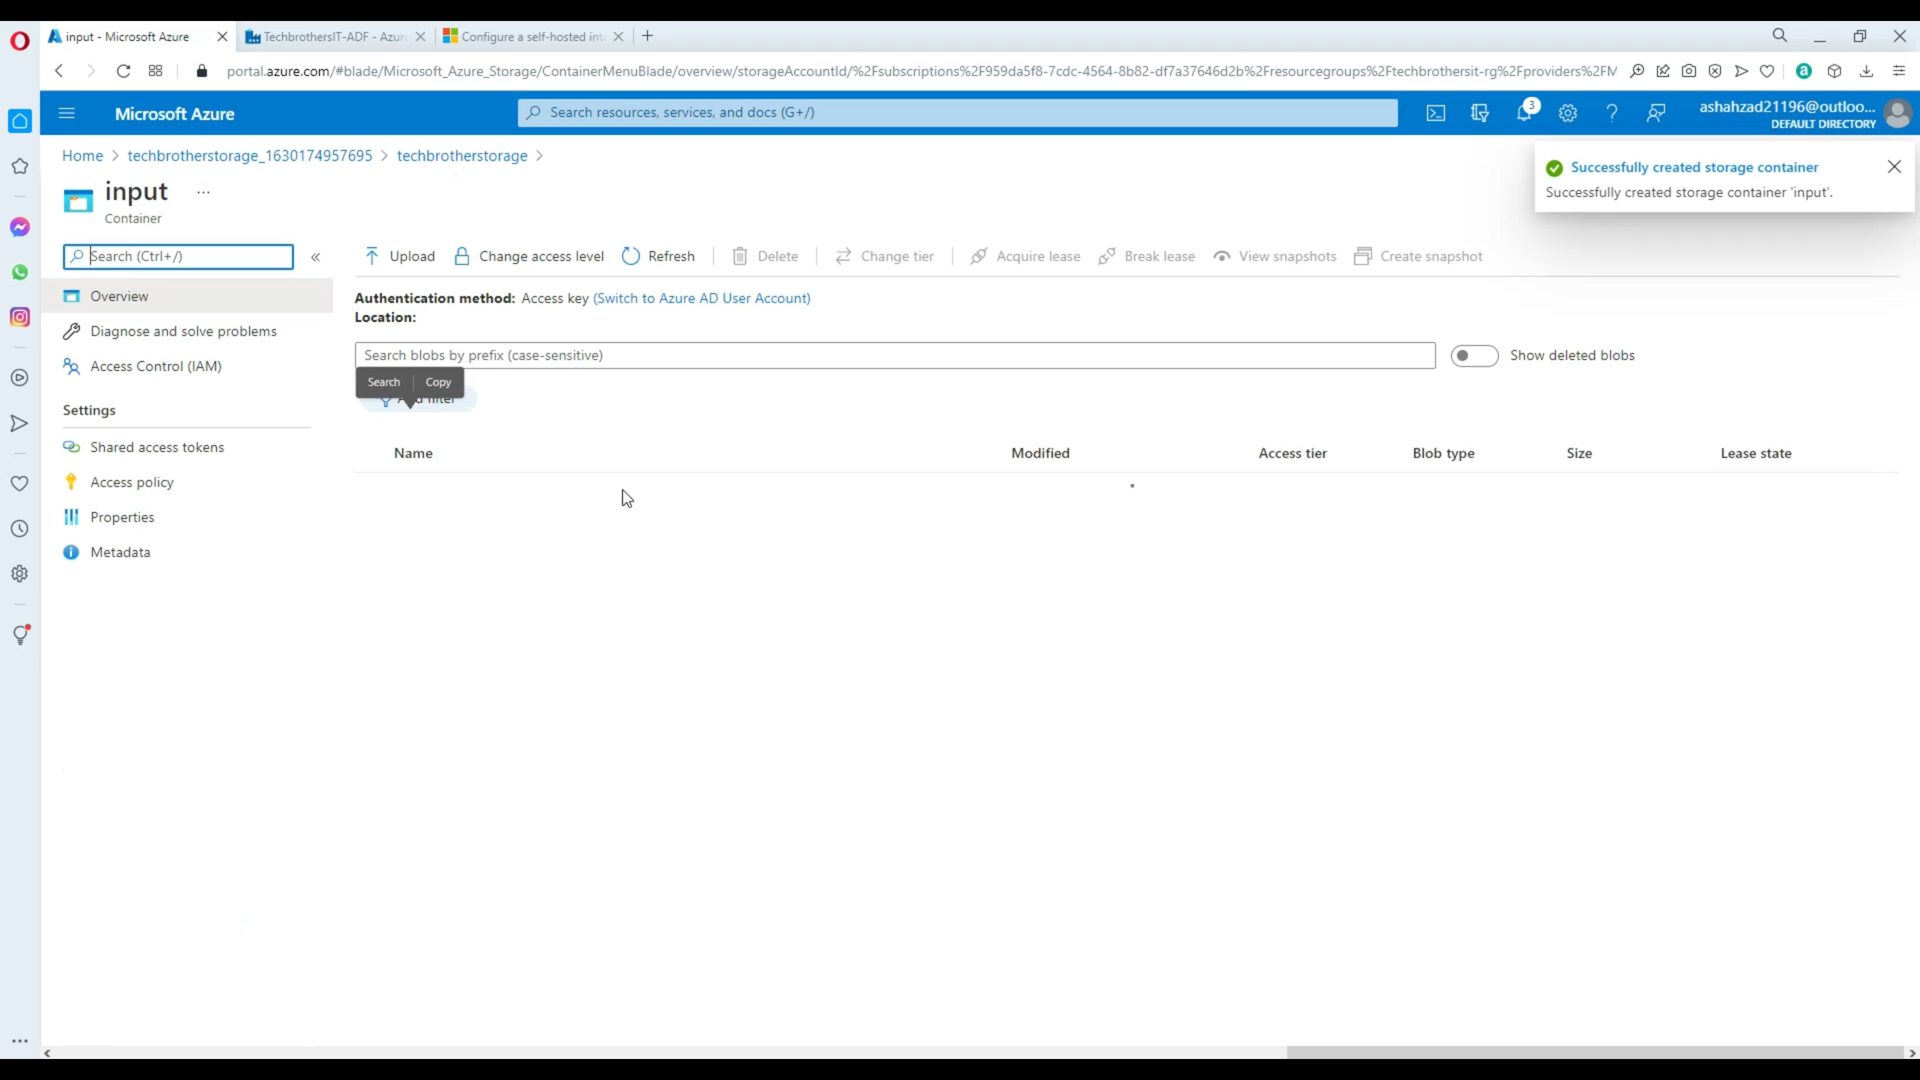 input - Microsoft Azure
TechbrothersIT-ADF - Azur
Configure a self-hosted int
portal.azure.com/#blade/Microsoft_Azure_Storage/ContainerMenuBlade/overview/storageAccountId/%2Fsubscriptions%2F959da5f8-7cdc-4564-8b82-df7a37646d2b%2Fresourcegroups%2Ftechbrothersit-rg%2Fproviders%2FM
Microsoft Azure
Search resources, services, and docs (G+/)
3
ashahzad21196@outloo...
DEFAULT DIRECTORY
Home > techbrotherstorage_1630174957695 > techbrotherstorage >
Successfully created storage container
Successfully created storage container 'input'.
input ...
Container
Search (Ctrl+/)
«
Upload
Change access level
Refresh
Delete
Change tier
Acquire lease
Break lease
View snapshots
Create snapshot
Overview
Diagnose and solve problems
Access Control (IAM)
Settings
Shared access tokens
Access policy
Properties
Metadata
Authentication method: Access key (Switch to Azure AD User Account)
Location:
Search blobs by prefix (case-sensitive)
Show deleted blobs
Search
Copy
Name
Modified
Access tier
Blob type
Size
Lease state